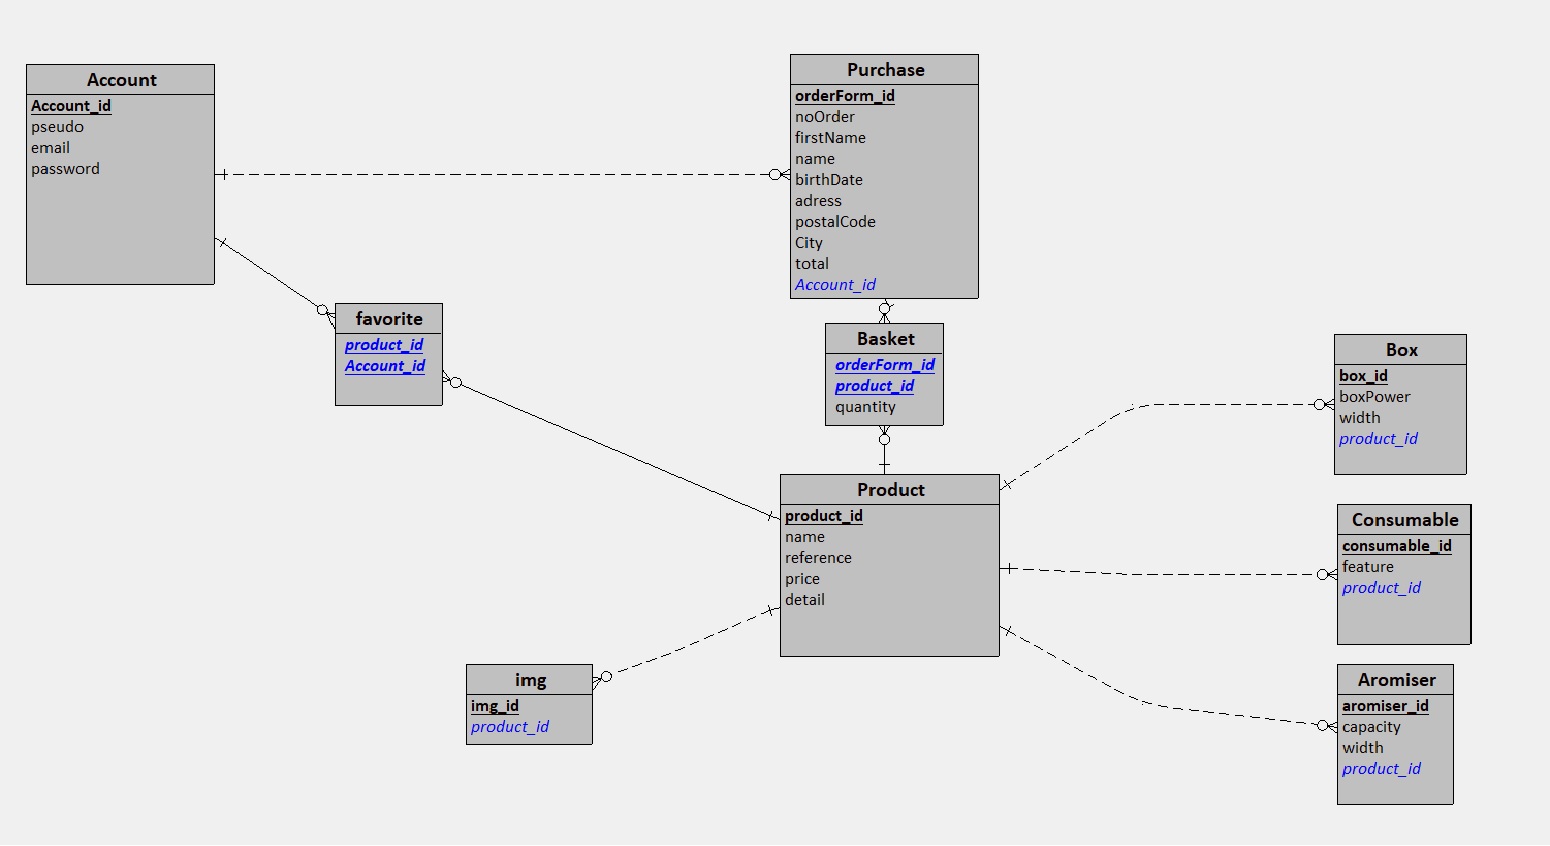 Account
Account_id
pseudo
email
password
Purchase
orderForm_id
noOrder
firstName
name
birthDate
adress
postalCode
City
total
Account_id
favorite
product_id
Account_id
Basket
orderForm_id
product_id
quantity
Box
box_id
boxPower
width
product_id
Product
product_id
name
reference
price
detail
Consumable
consumable_id
feature
product_id
img
img_id
product_id
Aromiser
aromiser_id
capacity
width
product_id